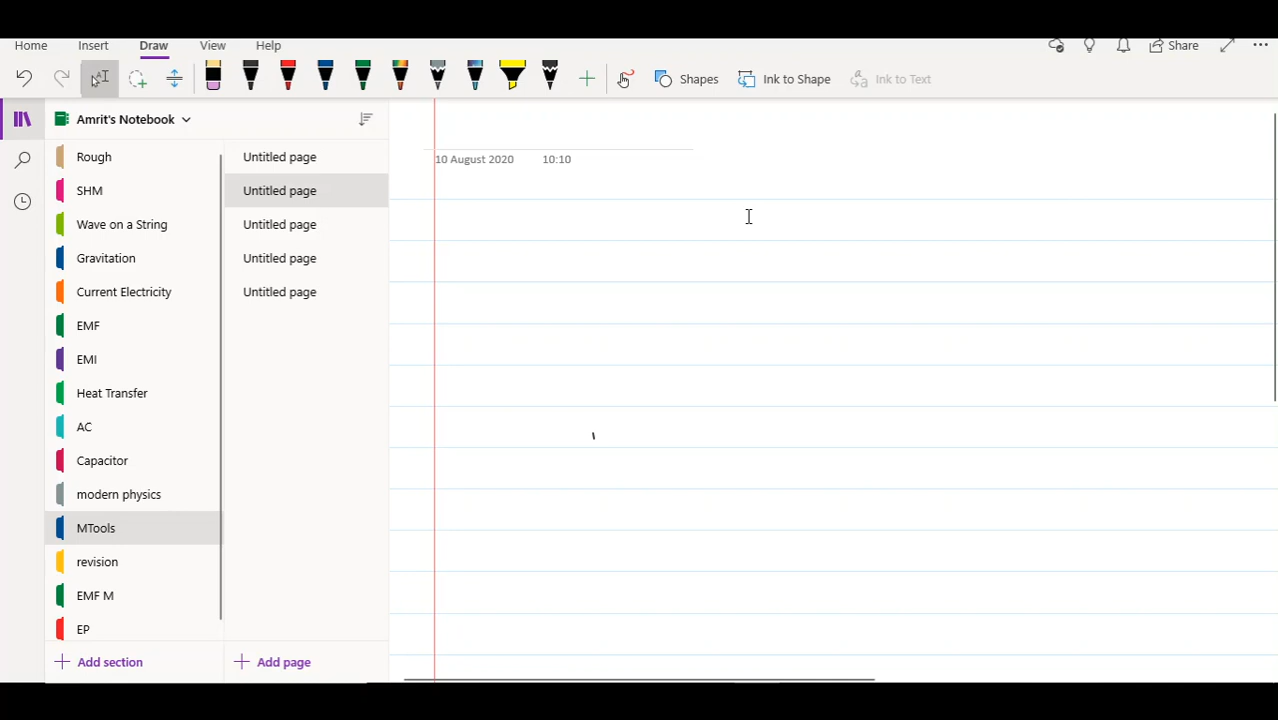 Home Insert Draw View Help Share
Shapes Ink to Shape Ink to Text
Amrit's Notebook
Rough
SHM
Wave on a String
Gravitation
Current Electricity
EMF
EMI
Heat Transfer
AC
Capacitor
modern physics
MTools
revision
EMF M
EP
Add section
Untitled page
Untitled page
Untitled page
Untitled page
Untitled page
Add page
10 August 2020 10:10